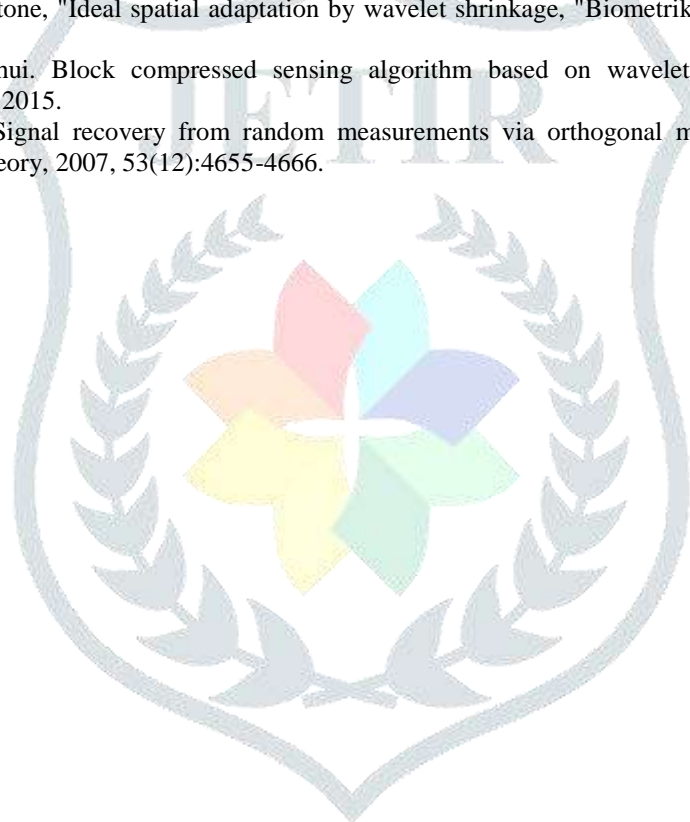 tone, "Ideal spatial adaptation by wavelet shrinkage, "Biometrik
hui. Block compressed sensing algorithm based on wavelet
2015.
Signal recovery from random measurements via orthogonal m
eory, 2007, 53(12):4655-4666.
JETIR